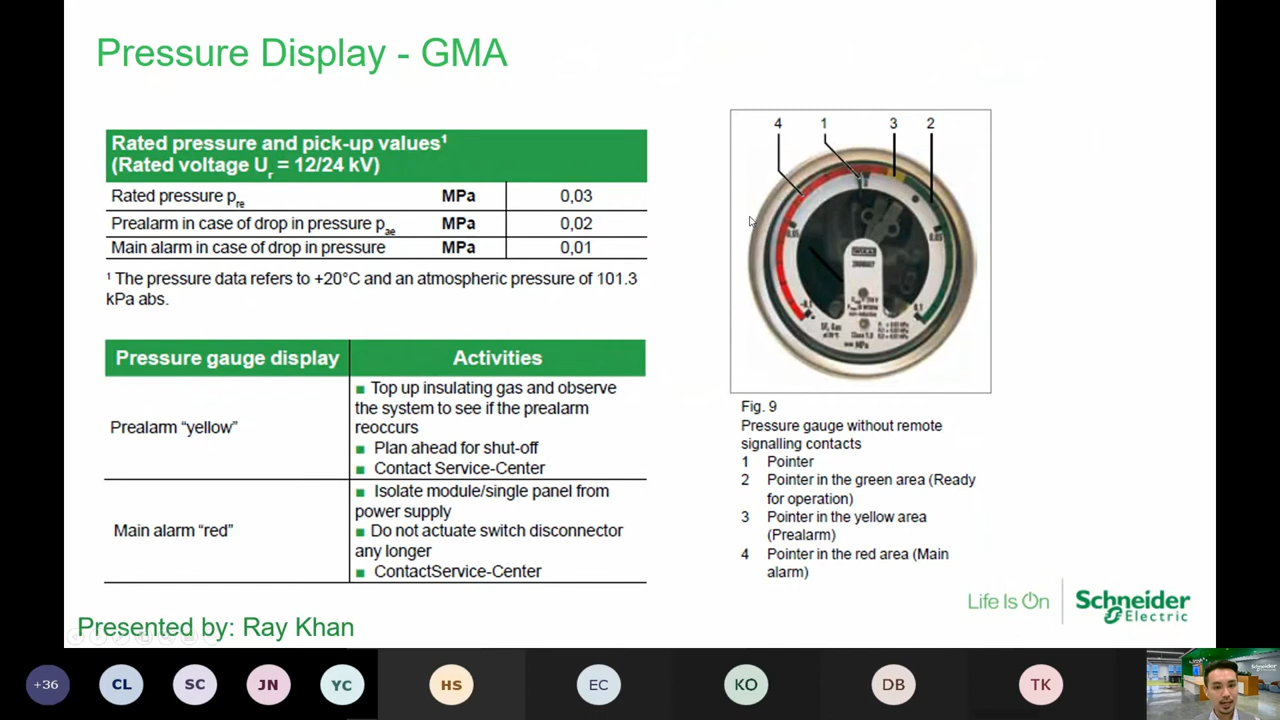 Pressure Display - GMA
Rated pressure and pick-up values¹
(Rated voltage Ur = 12/24 kV)
Rated pressure pre MPa 0,03
Prealarm in case of drop in pressure pae MPa 0,02
Main alarm in case of drop in pressure MPa 0,01
¹ The pressure data refers to +20°C and an atmospheric pressure of 101.3
kPa abs.
Pressure gauge display Activities
Prealarm “yellow”
■ Top up insulating gas and observe
the system to see if the prealarm
reoccurs
■ Plan ahead for shut-off
■ Contact Service-Center
Main alarm “red”
■ Isolate module/single panel from
power supply
■ Do not actuate switch disconnector
any longer
■ ContactService-Center
4 1 3 2
0,05
0.1
MPa
Fig. 9
Pressure gauge without remote
signalling contacts
1 Pointer
2 Pointer in the green area (Ready
for operation)
3 Pointer in the yellow area
(Prealarm)
4 Pointer in the red area (Main
alarm)
Life Is On
Schneider
Electric
Presented by: Ray Khan
+36 CL SC JN YC HS EC KO DB TK